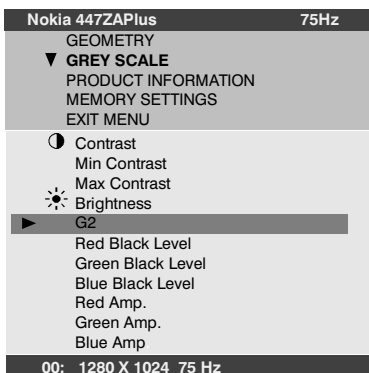 Nokia 447ZAPlus 75Hz
GEOMETRY
GREY SCALE
PRODUCT INFORMATION
MEMORY SETTINGS
EXIT MENU
Contrast
Min Contrast
Max Contrast
Brightness
G2
Red Black Level
Green Black Level
Blue Black Level
Red Amp.
Green Amp.
Blue Amp
00: 1280 X 1024 75 Hz